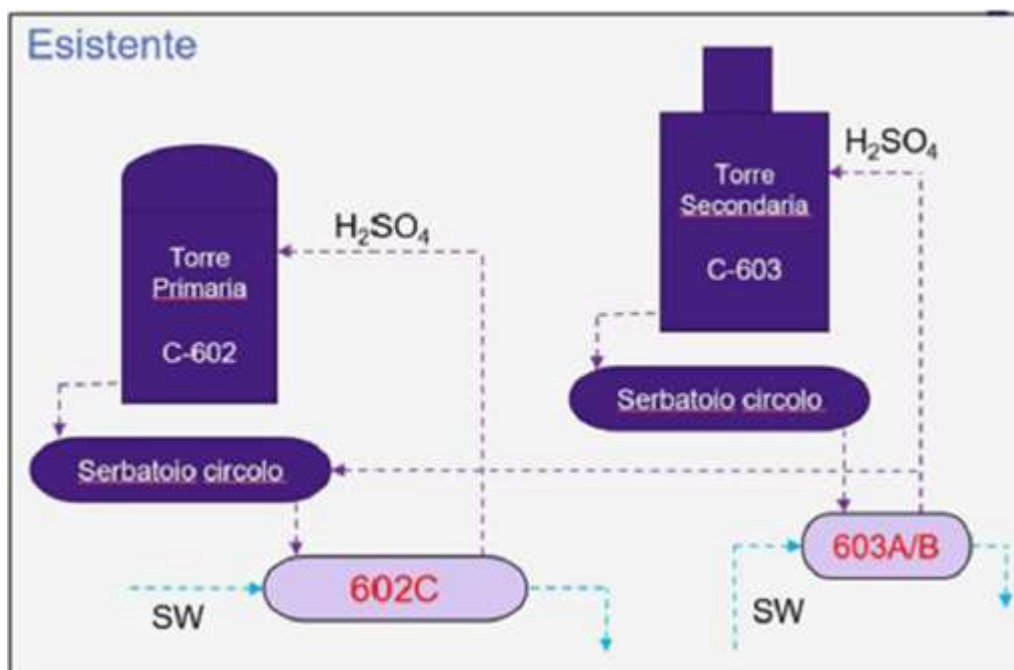 Esistente
H₂SO₄
Torre
Secondaria
C-603
H₂SO₄
Torre
Primaria
C-602
Serbatoio circolo
Serbatoio circolo
603A/B
602C
SW
SW